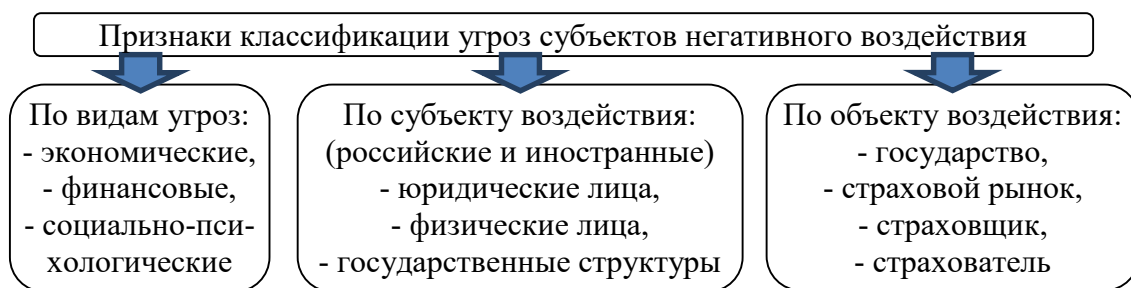 Признаки классификации угроз субъектов негативного воздействия
По видам угроз:
- экономические,
- финансовые,
- социально-пси-
хологические
По субъекту воздействия:
(российские и иностранные)
- юридические лица,
- физические лица,
- государственные структуры
По объекту воздействия:
- государство,
- страховой рынок,
- страховщик,
- страхователь